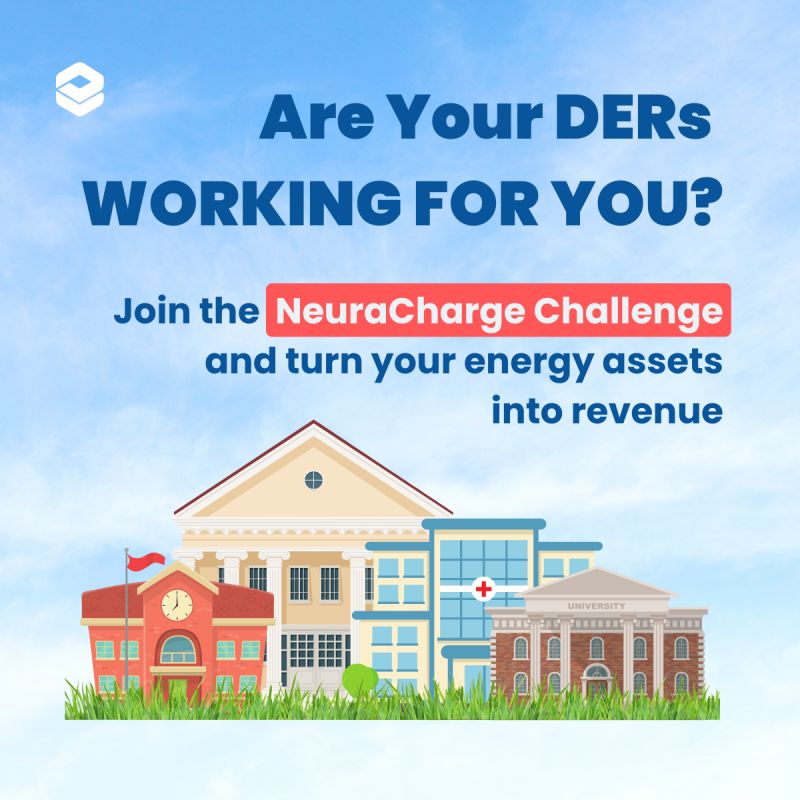 Are Your DERs
WORKING FOR YOU?
Join the NeuraCharge Challenge
and turn your energy assets
into revenue
UNIVERSITY